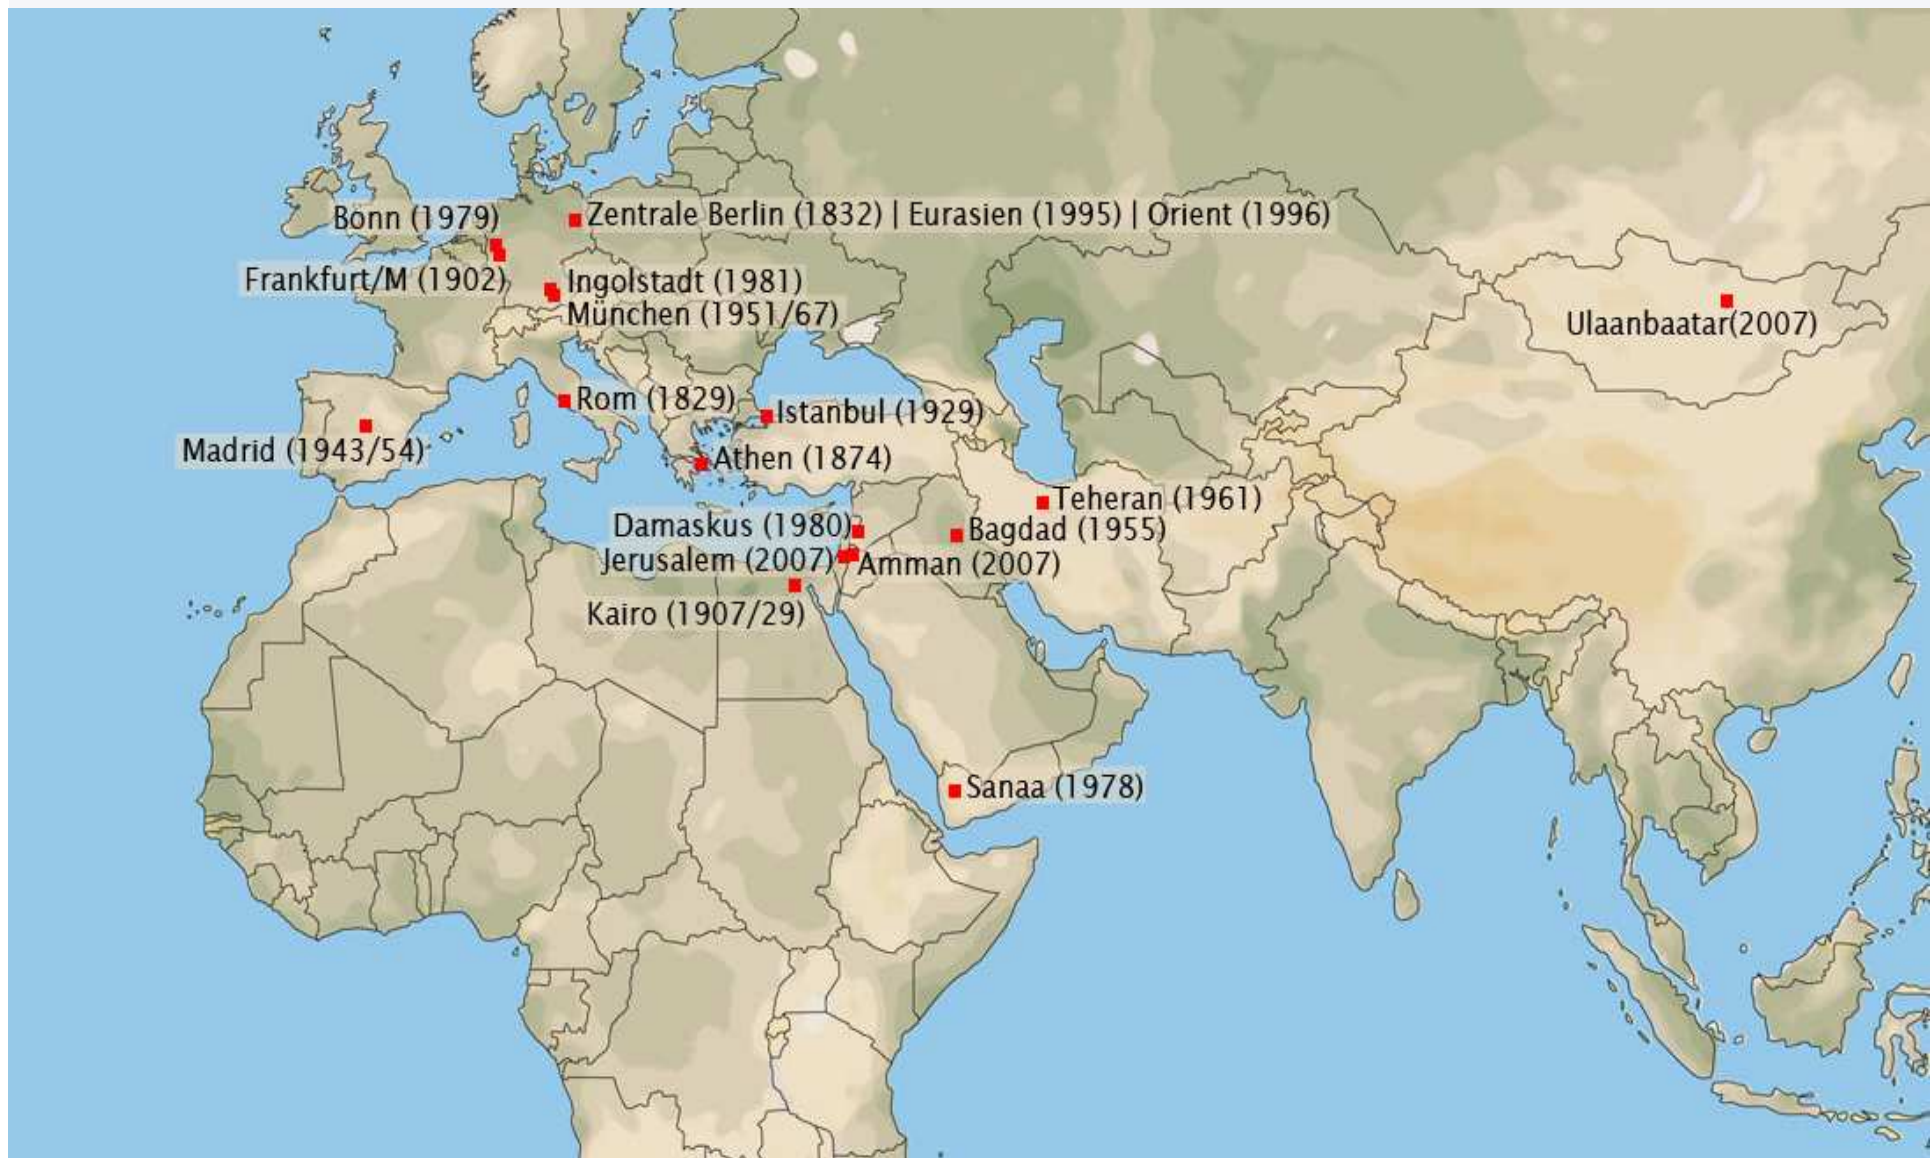 Bonn (1979)
Zentrale Berlin (1832) | Eurasien (1995) | Orient (1996)
Frankfurt/M (1902)
Ingolstadt (1981)
München (1951/67)
Ulaanbaatar(2007)
Rom (1829)
Istanbul (1929)
Madrid (1943/54)
Athen (1874)
Teheran (1961)
Damaskus (1980)
Bagdad (1955)
Jerusalem (2007)
Amman (2007)
Kairo (1907/29)
Sanaa (1978)